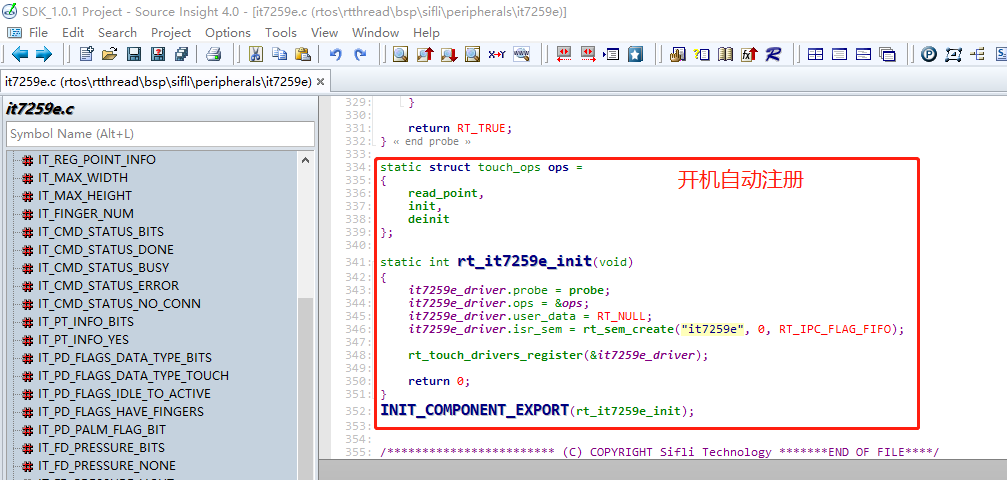 SDK_1.0.1 Project - Source Insight 4.0 - [it7259e.c (rtos\rtthread\bsp\sifli\peripherals\it7259e)]
File Edit Search Project Options Tools View Window Help
it7259e.c (rtos\rtthread\bsp\sifli\peripherals\it7259e)
it7259e.c
Symbol Name (Alt+L)
IT_REG_POINT_INFO
IT_MAX_WIDTH
IT_MAX_HEIGHT
IT_FINGER_NUM
IT_CMD_STATUS_BITS
IT_CMD_STATUS_DONE
IT_CMD_STATUS_BUSY
IT_CMD_STATUS_ERROR
IT_CMD_STATUS_NO_CONN
IT_PT_INFO_BITS
IT_PT_INFO_YES
IT_PD_FLAGS_DATA_TYPE_BITS
IT_PD_FLAGS_DATA_TYPE_TOUCH
IT_PD_FLAGS_IDLE_TO_ACTIVE
IT_PD_FLAGS_HAVE_FINGERS
IT_PD_PALM_FLAG_BIT
IT_FD_PRESSURE_BITS
IT_FD_PRESSURE_NONE
329: }
330:
331: return RT_TRUE;
332: } « end probe »
333:
334: static struct touch_ops ops =
335: {
336: read_point,
337: init,
338: deinit
339: };
340:
341: static int rt_it7259e_init(void)
342: {
343: it7259e_driver.probe = probe;
344: it7259e_driver.ops = &ops;
345: it7259e_driver.user_data = RT_NULL;
346: it7259e_driver.isr_sem = rt_sem_create("it7259e", 0, RT_IPC_FLAG_FIFO);
347:
348: rt_touch_drivers_register(&it7259e_driver);
349:
350: return 0;
351: }
352: INIT_COMPONENT_EXPORT(rt_it7259e_init);
353:
355: /************************ (C) COPYRIGHT Sifli Technology *******END OF FILE****/
开机自动注册